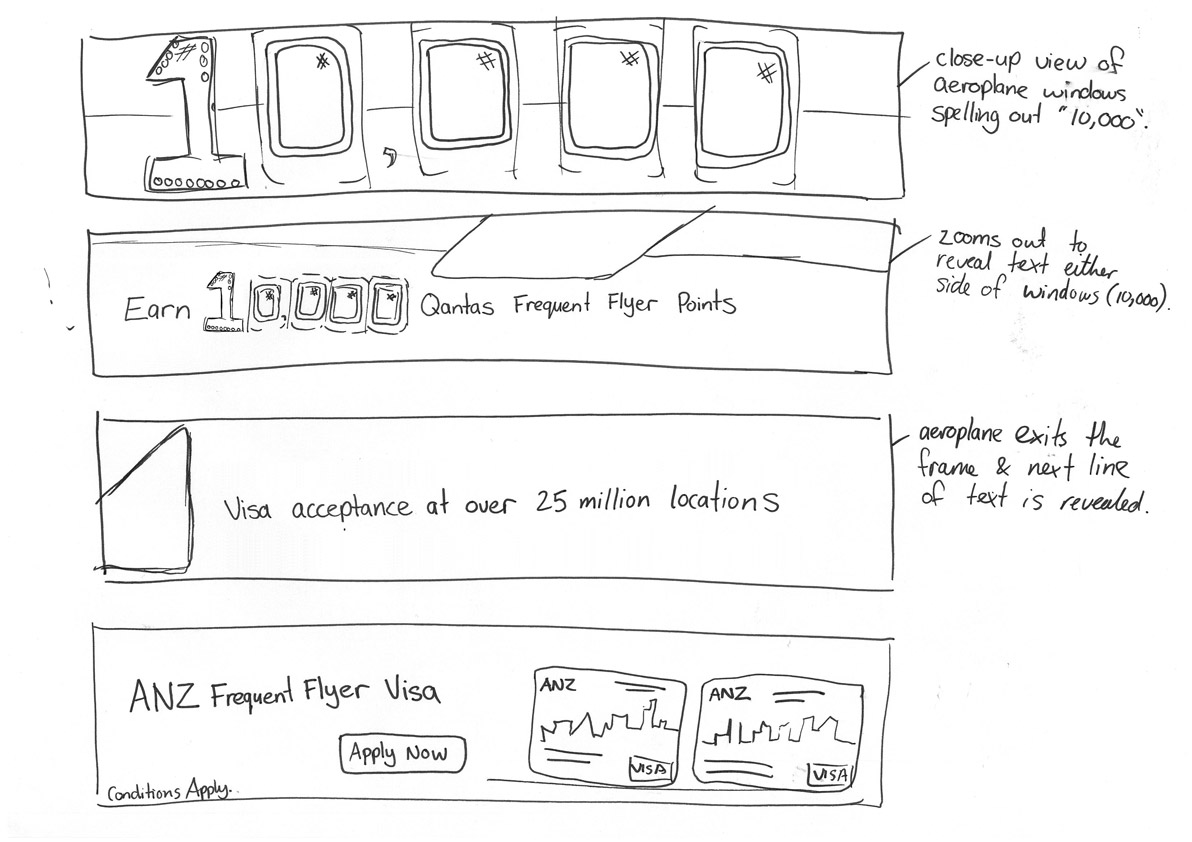 10,000
close-up view of
aeroplane windows
spelling out "10,000".
Earn 10,000 Qantas Frequent Flyer Points
zooms out to
reveal text either
side of windows (10,000).
Visa acceptance at over 25 million locations
aeroplane exits the
frame & next line
of text is revealed.
ANZ Frequent Flyer Visa
Apply Now
Conditions Apply..
ANZ
VISA
ANZ
VISA